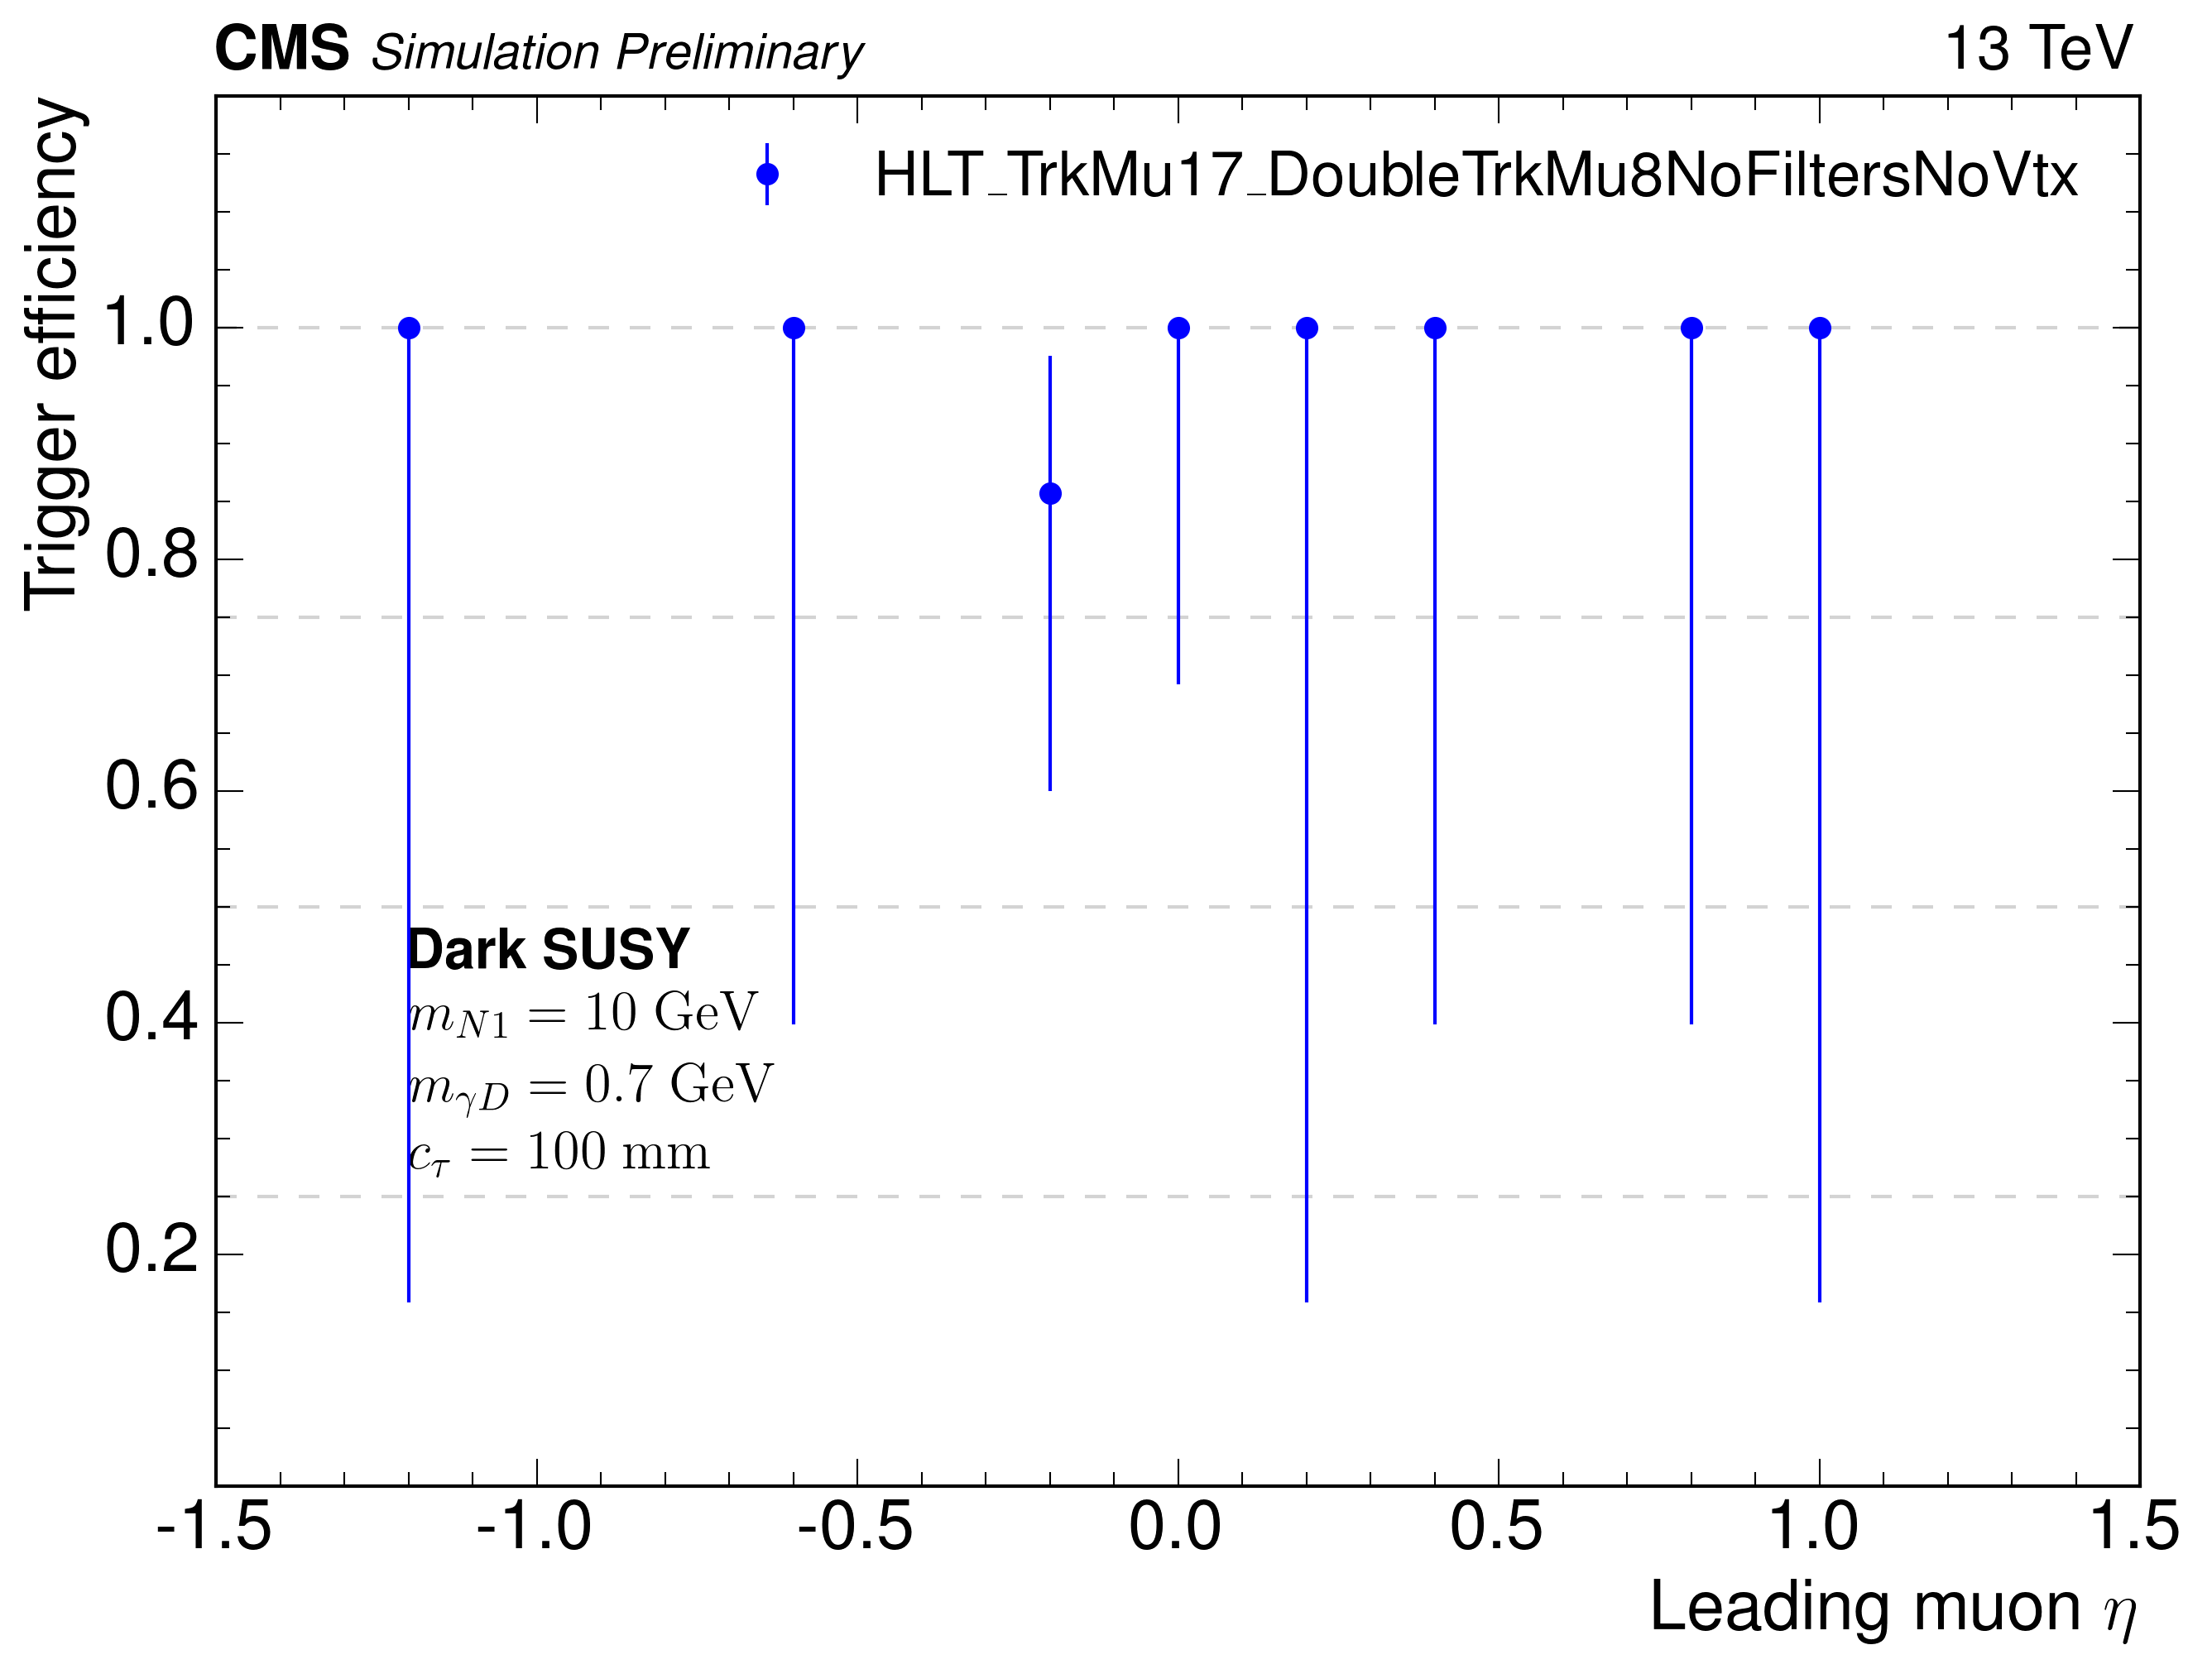 CMS Simulation Preliminary 13 TeV
HLT_TrkMu17_DoubleTrkMu8NoFiltersNoVtx
Trigger efficiency
1.0
0.8
0.6
0.4
0.2
Dark SUSY
m_{N1} = 10 GeV
m_{γD} = 0.7 GeV
c_τ = 100 mm
-1.5 -1.0 -0.5 0.0 0.5 1.0 1.5
Leading muon η